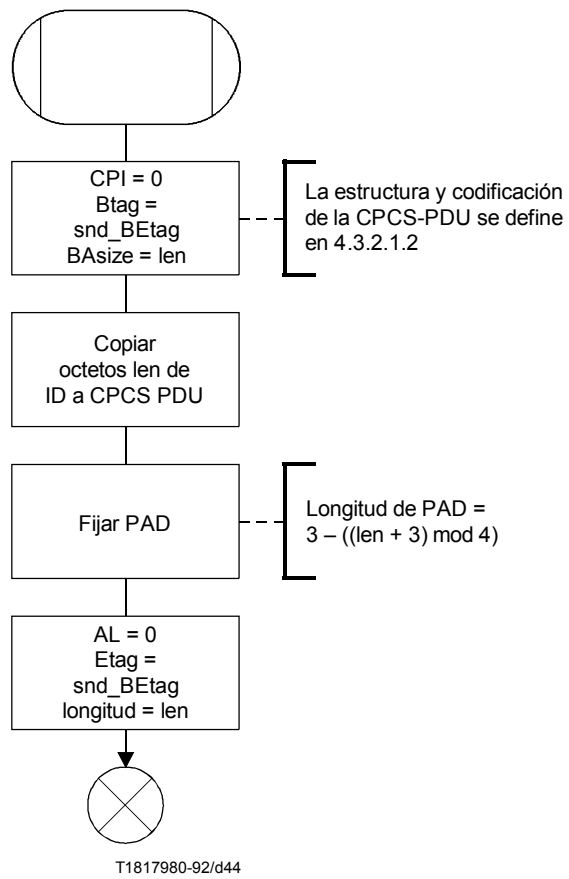 CPI = 0
Btag =
snd_BEtag
BAsize = len
La estructura y codificación
de la CPCS-PDU se define
en 4.3.2.1.2
Copiar
octetos len de
ID a CPCS PDU
Fijar PAD
Longitud de PAD =
3 – ((len + 3) mod 4)
AL = 0
Etag =
snd_BEtag
longitud = len
T1817980-92/d44